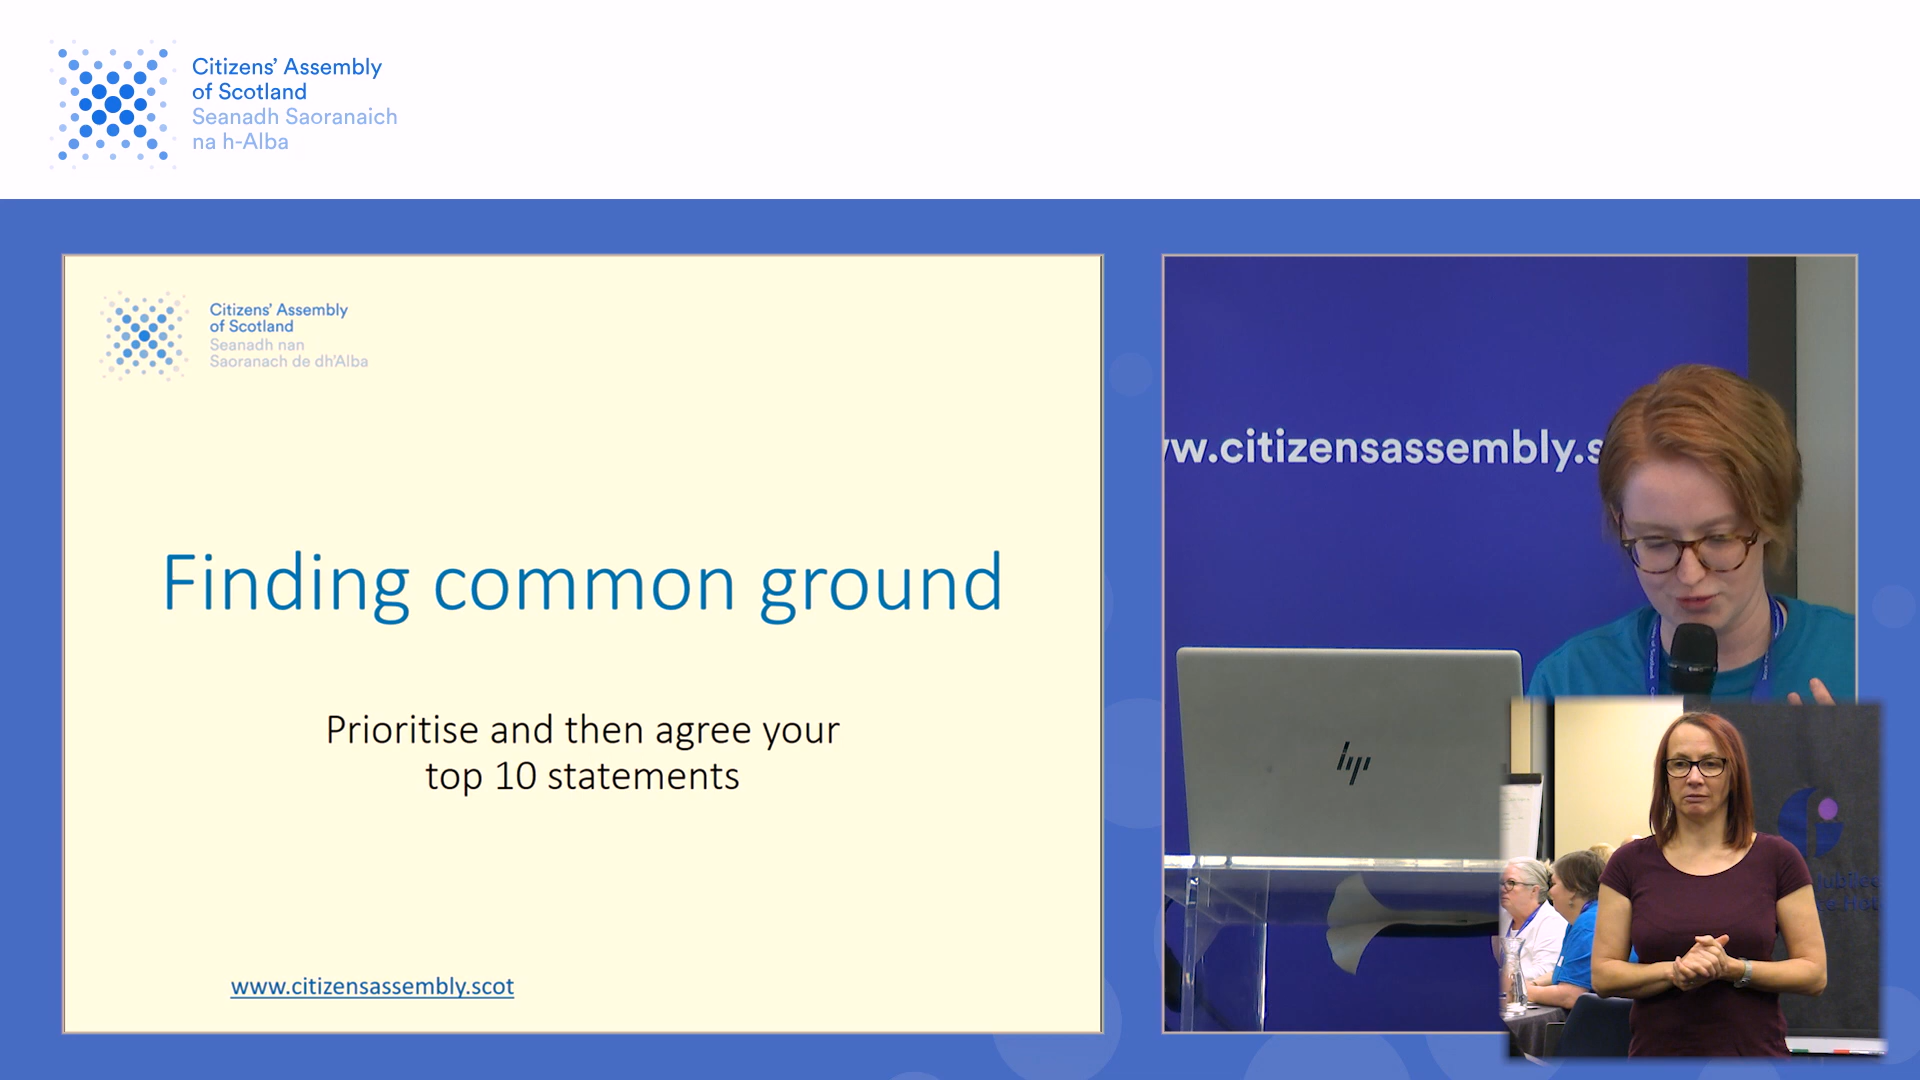 Citizens' Assembly
of Scotland
Seanadh Saoranaich
na h-Alba
Citizens' Assembly
of Scotland
Seanadh nan
Saoranach de dh'Alba
Finding common ground
Prioritise and then agree your
top 10 statements
www.citizensassembly.scot
w.citizensassembly.s
hp